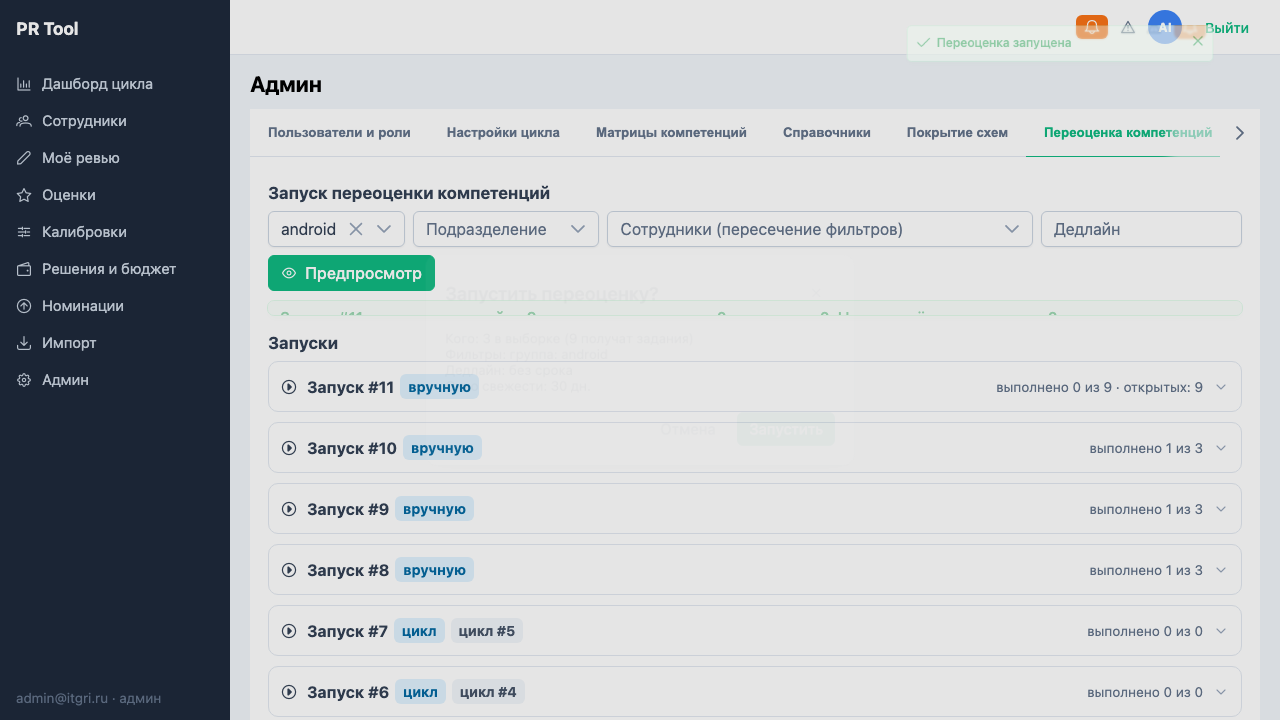 PR Tool
AI
Выйти
Переоценка запущена
Дашборд цикла
Сотрудники
Моё ревью
Оценки
Калибровки
Решения и бюджет
Номинации
Импорт
Админ
admin@itgri.ru · админ
Админ
Пользователи и роли
Настройки цикла
Матрицы компетенций
Справочники
Покрытие схем
Переоценка компетенций
Запуск переоценки компетенций
android
Подразделение
Сотрудники (пересечение фильтров)
Дедлайн
Предпросмотр
Запустить переоценку?
Отмена
Запустить
Запуски
Запуск #11 вручную выполнено 0 из 9 · открытых: 9
Запуск #10 вручную выполнено 1 из 3
Запуск #9 вручную выполнено 1 из 3
Запуск #8 вручную выполнено 1 из 3
Запуск #7 цикл цикл #5 выполнено 0 из 0
Запуск #6 цикл цикл #4 выполнено 0 из 0